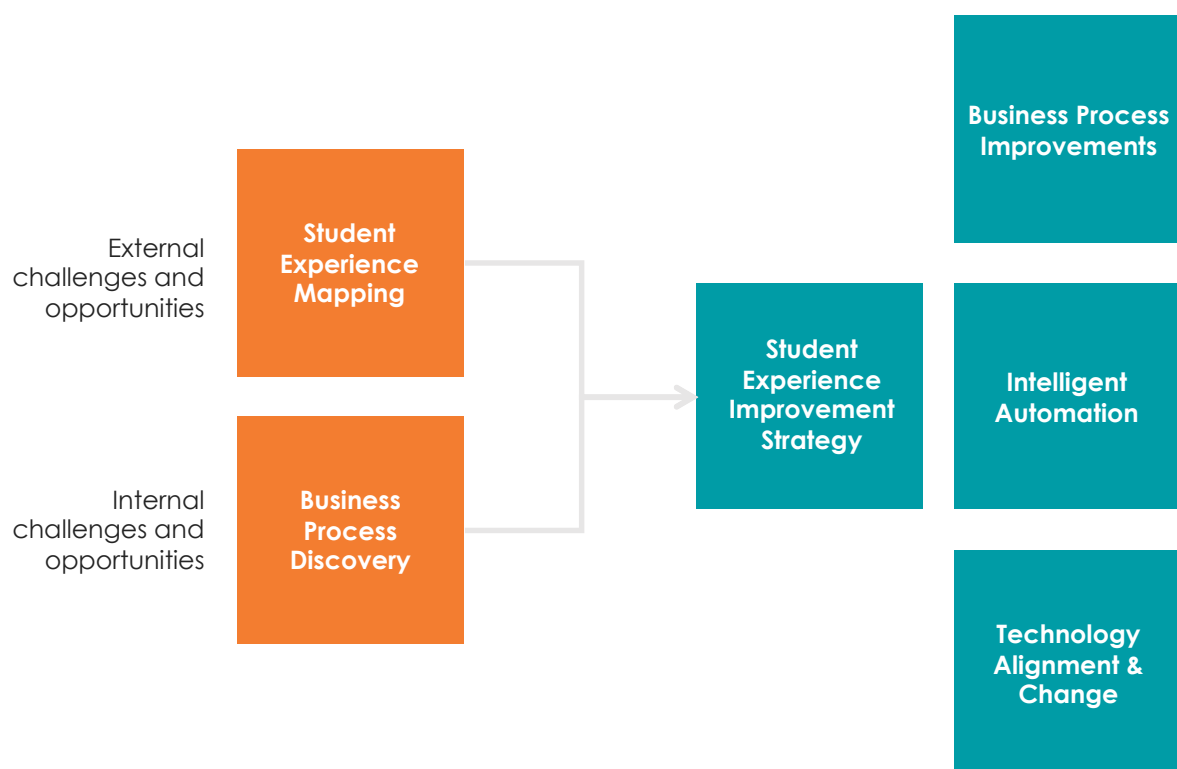 External
challenges and
opportunities
Student
Experience
Mapping
Internal
challenges and
opportunities
Business
Process
Discovery
Student
Experience
Improvement
Strategy
Business Process
Improvements
Intelligent
Automation
Technology
Alignment &
Change